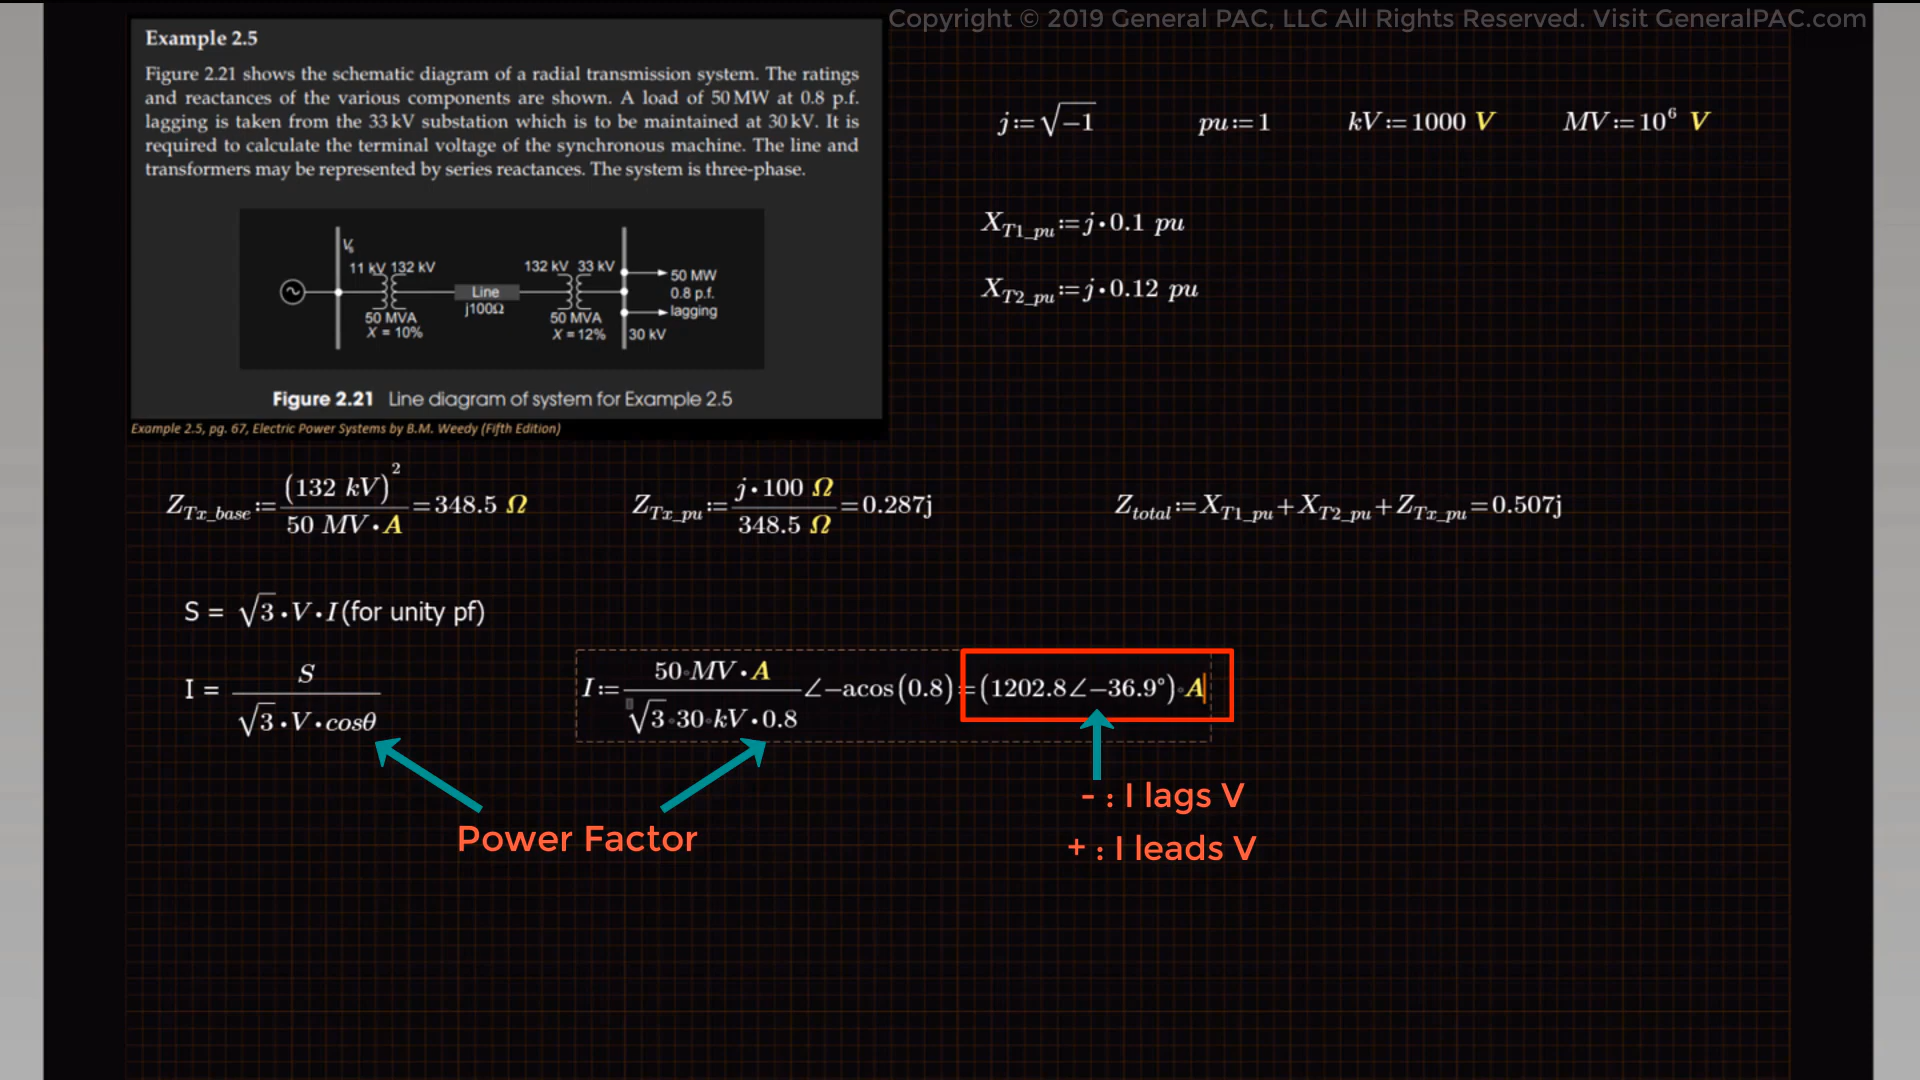 Copyright © 2019 General PAC, LLC All Rights Reserved. Visit GeneralPAC.com
Example 2.5
Figure 2.21 shows the schematic diagram of a radial transmission system. The ratings
and reactances of the various components are shown. A load of 50 MW at 0.8 p.f.
lagging is taken from the 33 kV substation which is to be maintained at 30 kV. It is
required to calculate the terminal voltage of the synchronous machine. The line and
transformers may be represented by series reactances. The system is three-phase.
Vs
11 kV 132 kV
50 MVA
X = 10%
Line
j100Ω
132 kV 33 kV
50 MVA
X = 12%
50 MW
0.8 p.f.
lagging
30 kV
Figure 2.21 Line diagram of system for Example 2.5
Example 2.5, pg. 67, Electric Power Systems by B.M. Weedy (Fifth Edition)
j:=√−1 pu:=1 kV:=1000 V MV:=10⁶ V
X_T1_pu:=j·0.1 pu
X_T2_pu:=j·0.12 pu
Z_Tx_base:=(132 kV)²/50 MV·A=348.5 Ω Z_Tx_pu:=j·100 Ω/348.5 Ω=0.287j Z_total:=X_T1_pu+X_T2_pu+Z_Tx_pu=0.507j
S = √3·V·I(for unity pf)
I = S/√3·V·cosθ I:=50·MV·A/√3·30·kV·0.8 ∠−acos(0.8)=(1202.8∠−36.9°)·A
Power Factor
- : I lags V
+ : I leads V